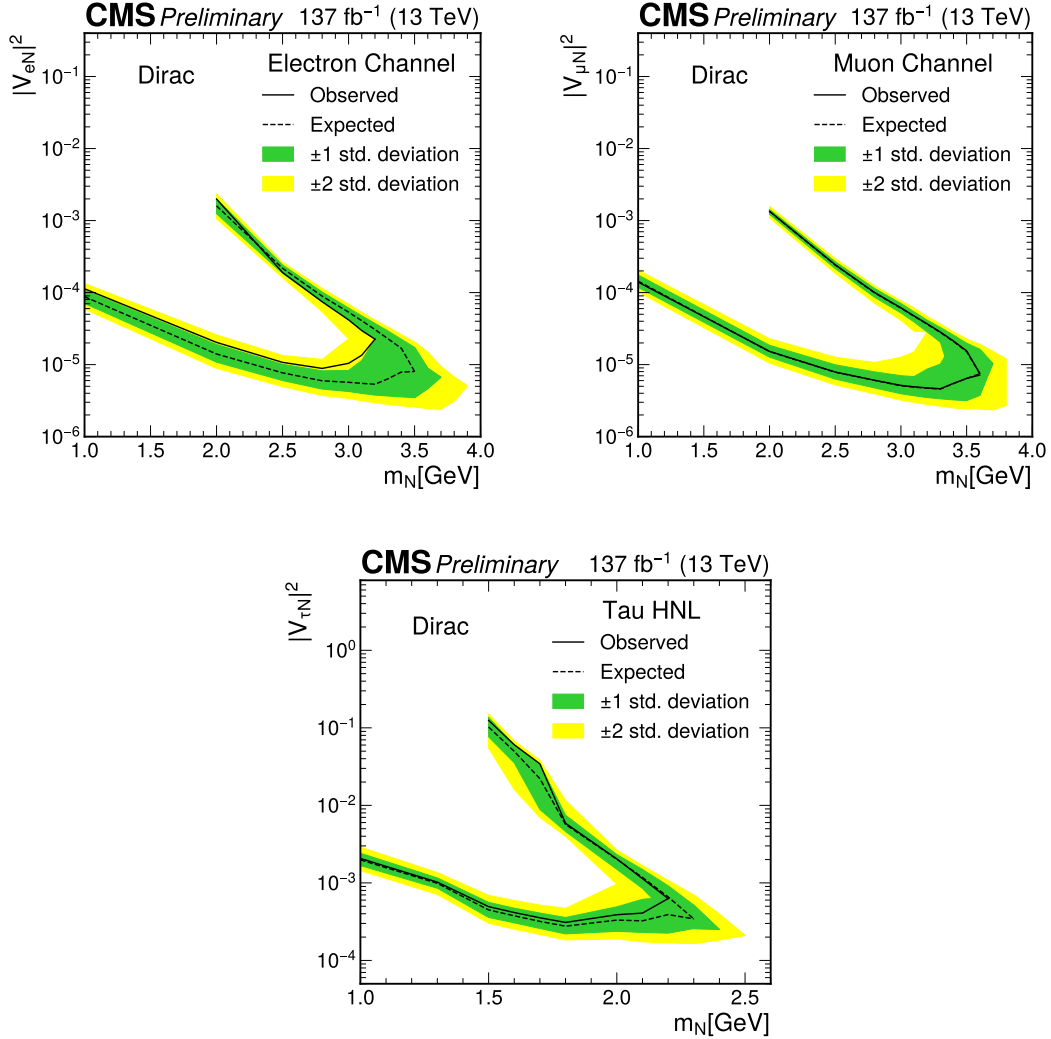 CMS Preliminary 137 fb⁻¹ (13 TeV)
|V_eN|²
Dirac
Electron Channel
Observed
Expected
±1 std. deviation
±2 std. deviation
10⁻¹
10⁻²
10⁻³
10⁻⁴
10⁻⁵
10⁻⁶
1.0 1.5 2.0 2.5 3.0 3.5 4.0
m_N[GeV]
CMS Preliminary 137 fb⁻¹ (13 TeV)
|V_μN|²
Dirac
Muon Channel
Observed
Expected
±1 std. deviation
±2 std. deviation
10⁻¹
10⁻²
10⁻³
10⁻⁴
10⁻⁵
10⁻⁶
1.0 1.5 2.0 2.5 3.0 3.5 4.0
m_N[GeV]
CMS Preliminary 137 fb⁻¹ (13 TeV)
|V_τN|²
Dirac
Tau HNL
Observed
Expected
±1 std. deviation
±2 std. deviation
10⁰
10⁻¹
10⁻²
10⁻³
10⁻⁴
1.0 1.5 2.0 2.5
m_N[GeV]